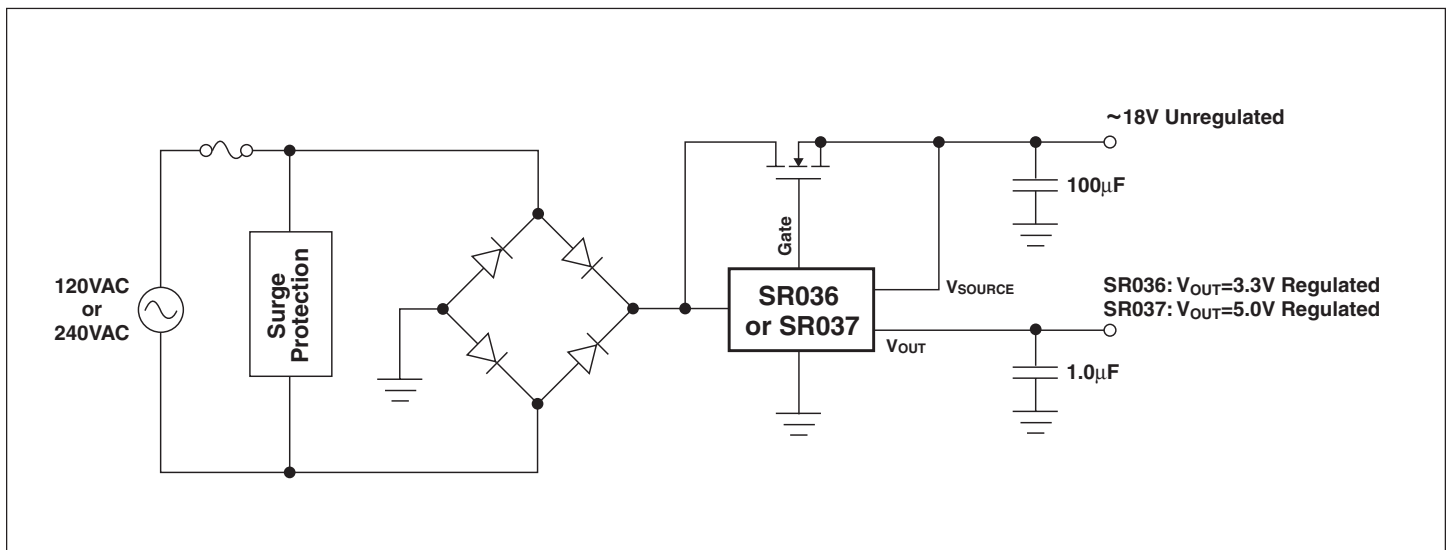 120VAC
or
240VAC
Surge
Protection
Gate
SR036
or SR037
VSOURCE
VOUT
~18V Unregulated
100µF
SR036: VOUT=3.3V Regulated
SR037: VOUT=5.0V Regulated
1.0µF